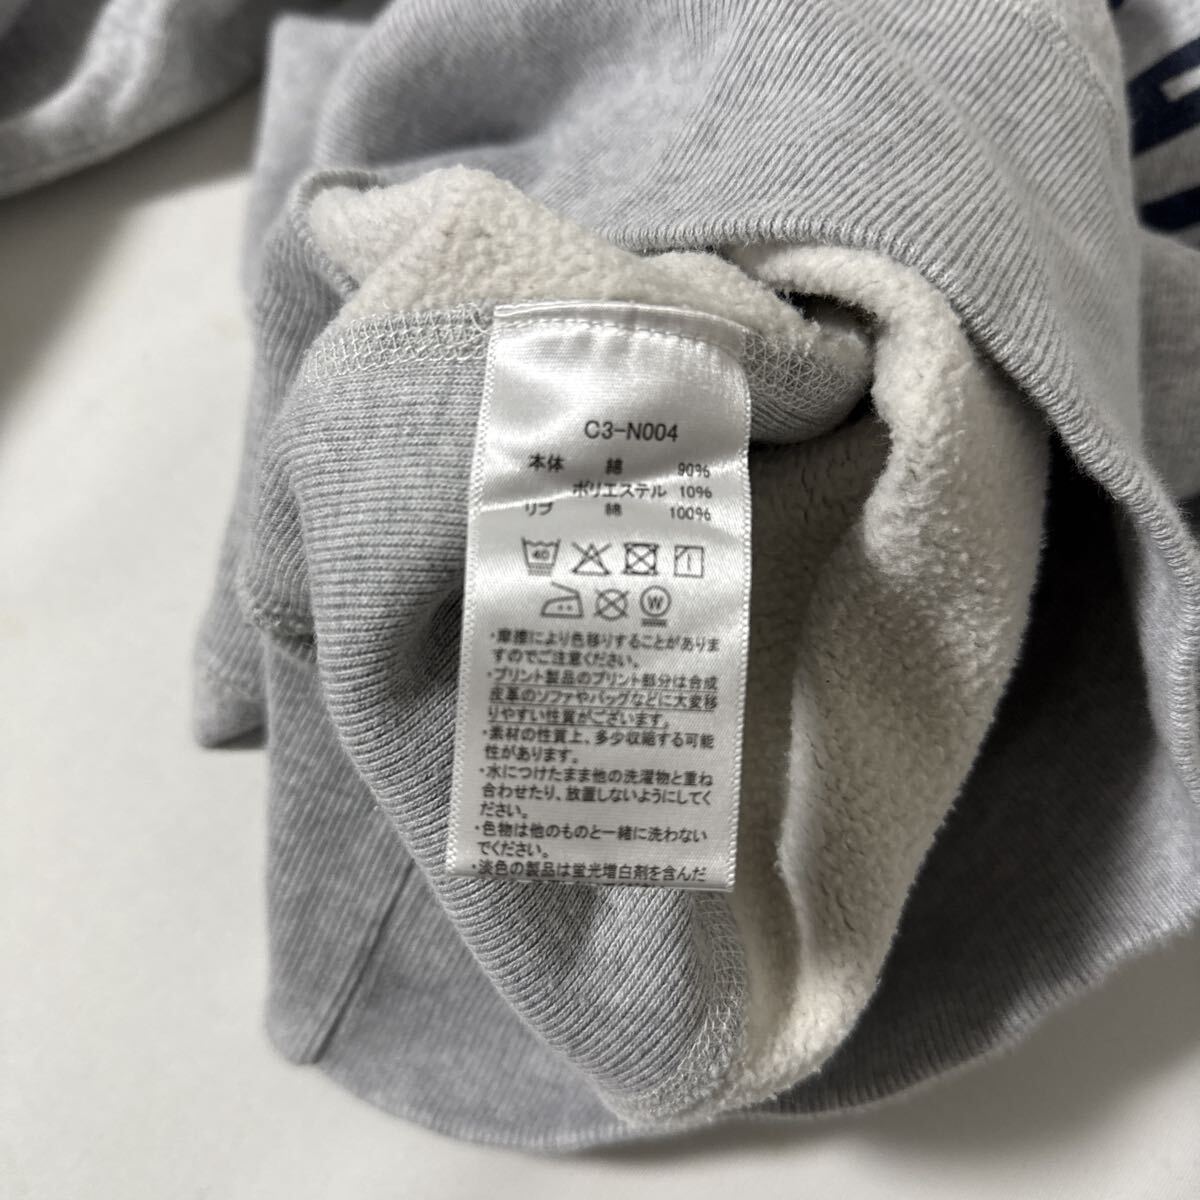 C3-N004
本体 綿 90%
ポリエステル 10%
リブ 綿 100%
40
W
・摩擦により色移りすることがありま
すのでご注意ください。
・プリント製品のプリント部分は合成
皮革のソファやバッグなどに大変移
りやすい性質がございます。
・素材の性質上、多少収縮する可能
性があります。
・水につけたまま他の洗濯物と重ね
合わせたり、放置しないようにしてく
ださい。
・色物は他のものと一緒に洗わない
でください。
・淡色の製品は蛍光増白剤を含んだ